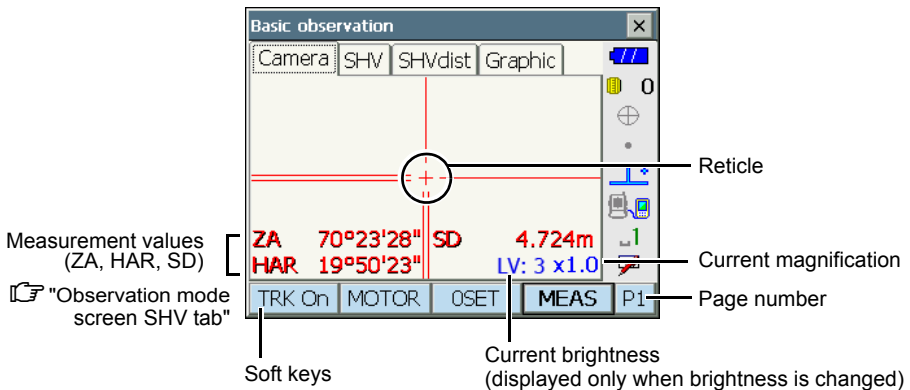 Basic observation
Camera SHV SHVdist Graphic
0
Reticle
Measurement values
(ZA, HAR, SD)
ZA 70°23'28" SD 4.724m
HAR 19°50'23" LV: 3 x1.0
1
Current magnification
"Observation mode
screen SHV tab"
TRK On MOTOR 0SET MEAS P1
Page number
Soft keys
Current brightness
(displayed only when brightness is changed)